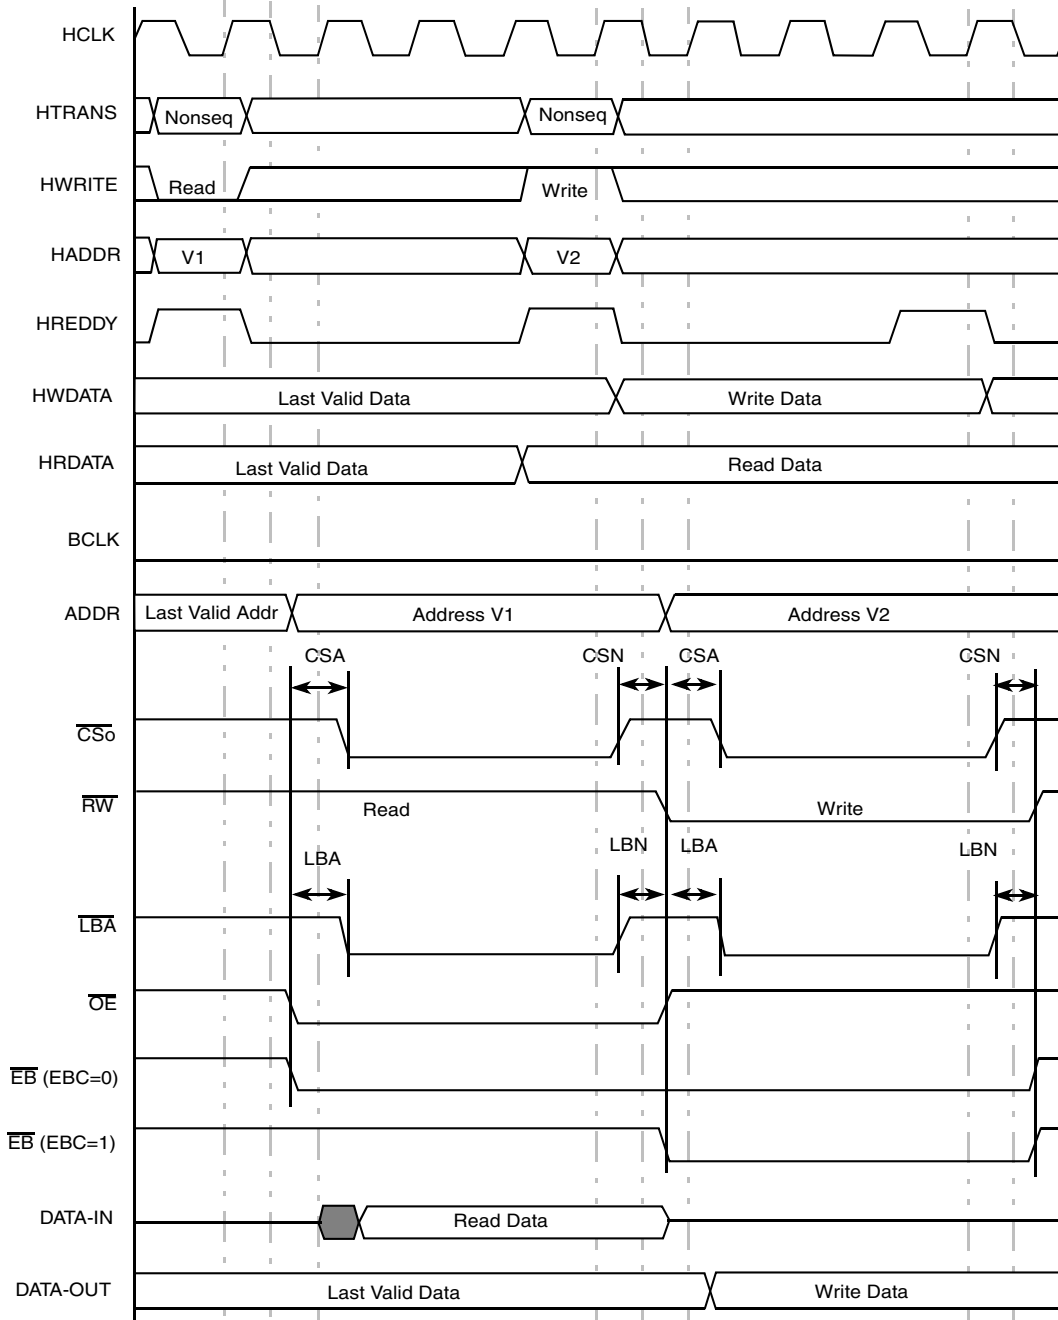 HCLK
HTRANS Nonseq Nonseq
HWRITE Read Write
HADDR V1 V2
HREDDY
HWDATA Last Valid Data Write Data
HRDATA Last Valid Data Read Data
BCLK
ADDR Last Valid Addr Address V1 Address V2
CSA CSN CSA CSN
CSo
RW Read Write
LBA LBN LBA LBN
LBA
OE
EB (EBC=0)
EB (EBC=1)
DATA-IN Read Data
DATA-OUT Last Valid Data Write Data